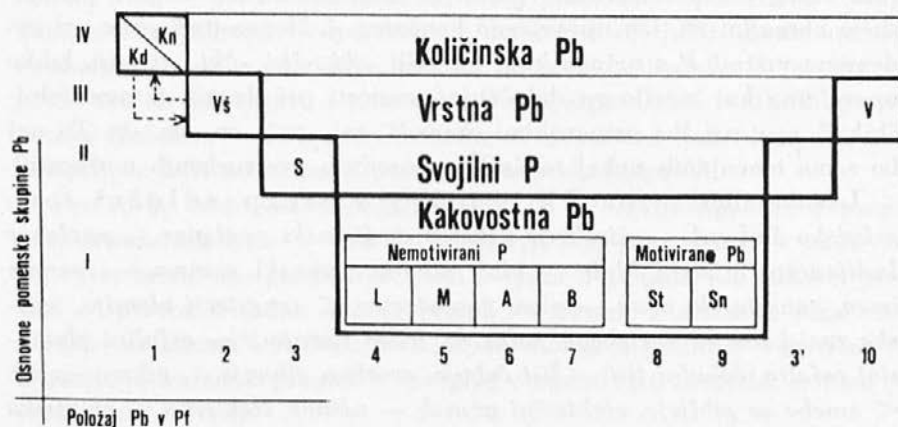 IV
Kn
Kd
Količinska Pb
III
Vš
Vrstna Pb
V
II
S
Svojilni P
Kakovostna Pb
Nemotivirani P
Motivirane Pb
I
L
M
A
B
St
Sn
Osnovne pomenske skupine Pb
1
2
3
4
5
6
7
8
9
3'
10
Položaj Pb v Pf